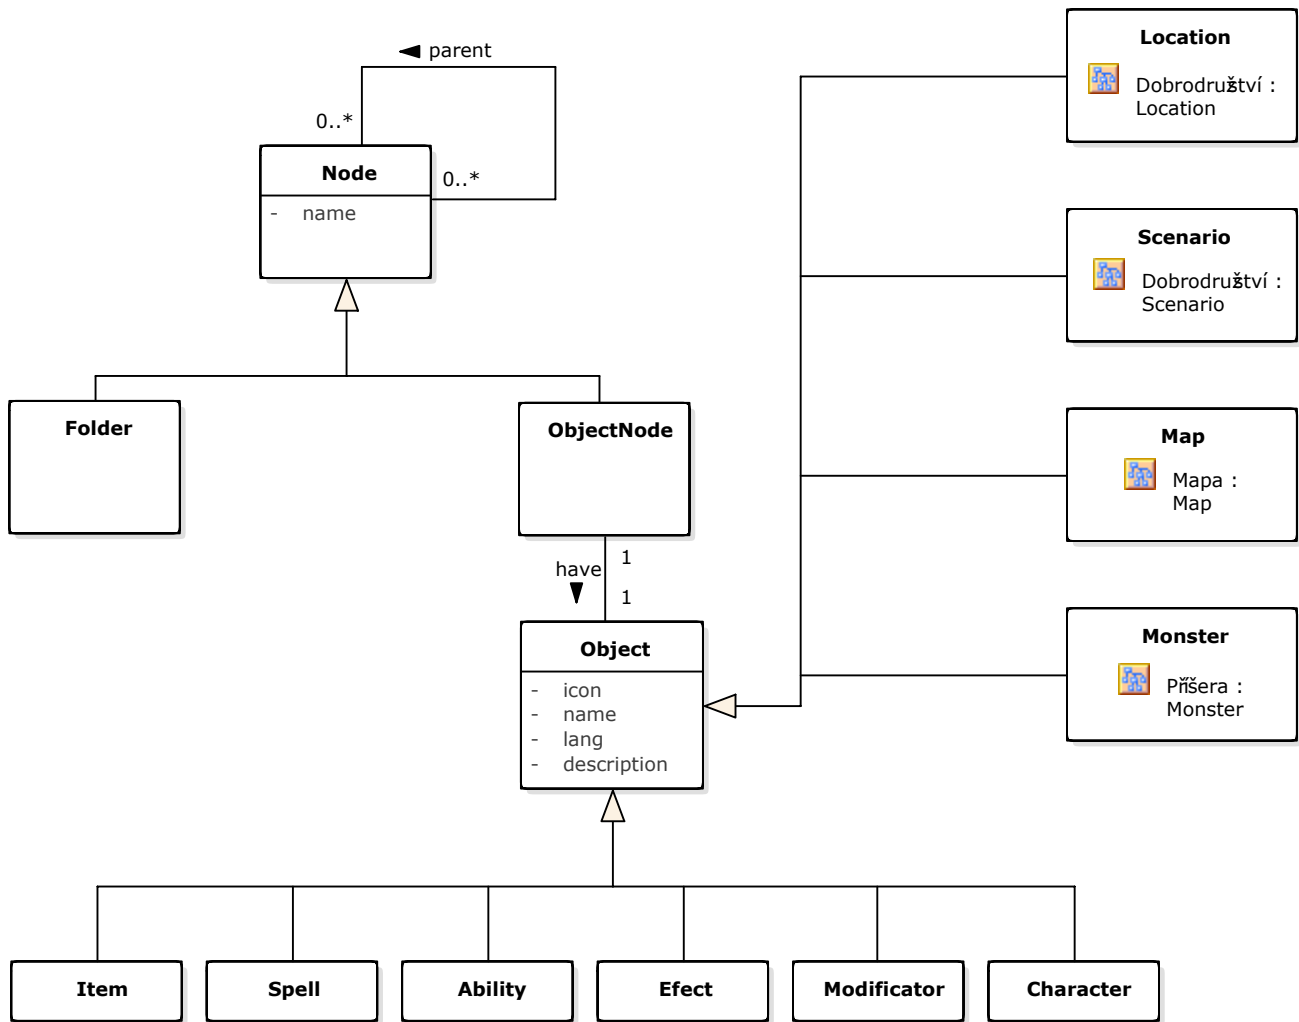 parent
0..*
Node
0..*
- name
Folder
ObjectNode
1
have
1
Object
- icon
- name
- lang
- description
Location
Dobrodružství :
Location
Scenario
Dobrodružství :
Scenario
Map
Mapa :
Map
Monster
Příšera :
Monster
Item
Spell
Ability
Efect
Modificator
Character